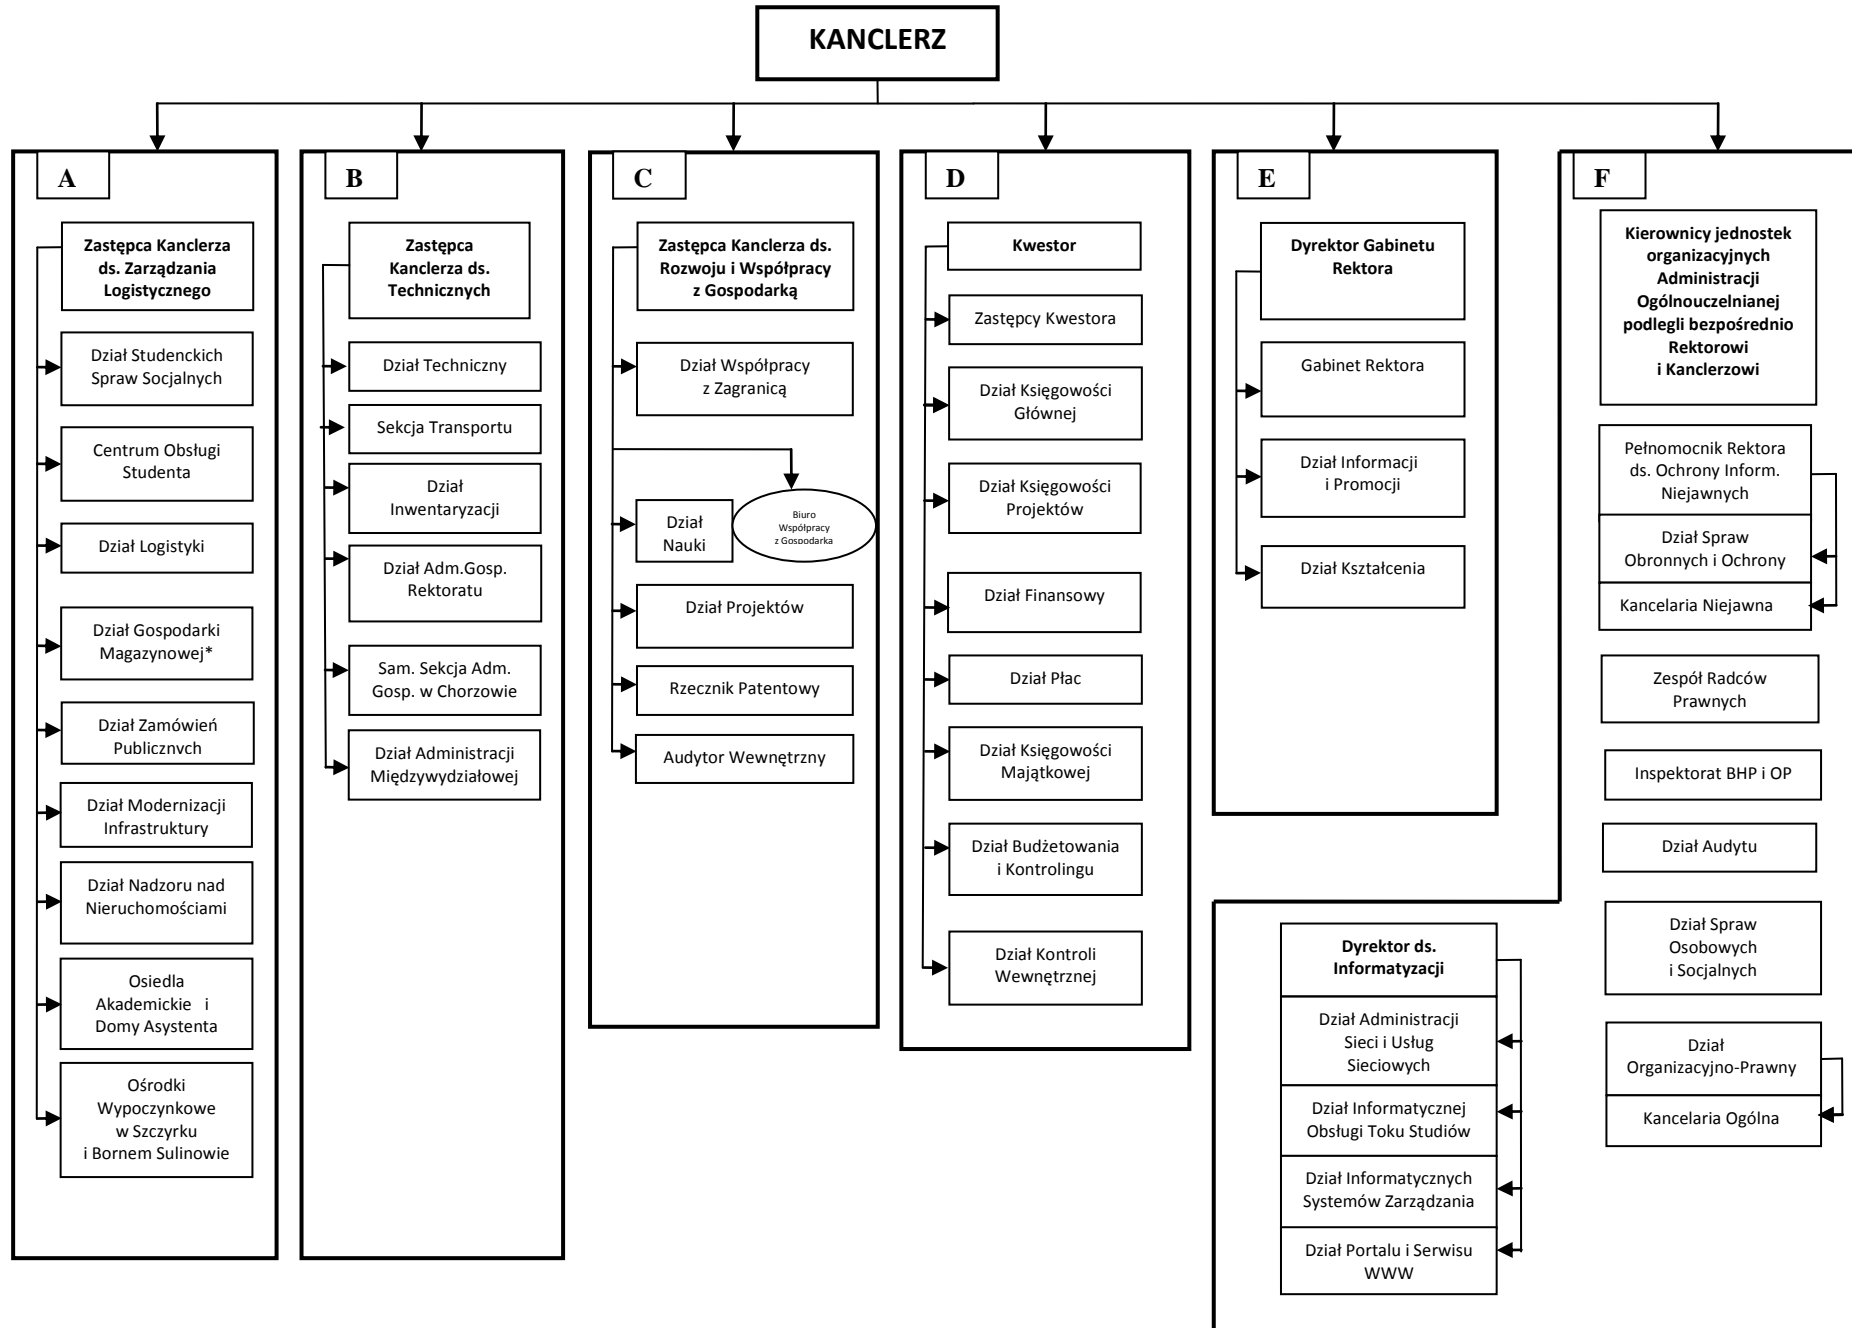 KANCLERZ
A
Zastępca Kanclerza
ds. Zarządzania
Logistycznego
Dział Studenckich
Spraw Socjalnych
Centrum Obsługi
Studenta
Dział Logistyki
Dział Gospodarki
Magazynowej*
Dział Zamówień
Publicznych
Dział Modernizacji
Infrastruktury
Dział Nadzoru nad
Nieruchomościami
Osiedla
Akademickie i
Domy Asystenta
Ośrodki
Wypoczynkowe
w Szczyrku
i Bornem Sulinowie
B
Zastępca
Kanclerza ds.
Technicznych
Dział Techniczny
Sekcja Transportu
Dział
Inwentaryzacji
Dział Adm.Gosp.
Rektoratu
Sam. Sekcja Adm.
Gosp. w Chorzowie
Dział Administracji
Międzywydziałowej
C
Zastępca Kanclerza ds.
Rozwoju i Współpracy
z Gospodarką
Dział Współpracy
z Zagranicą
Dział
Nauki
Biuro
Współpracy
z Gospodarka
Dział Projektów
Rzecznik Patentowy
Audytor Wewnętrzny
D
Kwestor
Zastępcy Kwestora
Dział Księgowości
Głównej
Dział Księgowości
Projektów
Dział Finansowy
Dział Płac
Dział Księgowości
Majątkowej
Dział Budżetowania
i Kontrolingu
Dział Kontroli
Wewnętrznej
E
Dyrektor Gabinetu
Rektora
Gabinet Rektora
Dział Informacji
i Promocji
Dział Kształcenia
F
Kierownicy jednostek
organizacyjnych
Administracji
Ogólnouczelnianej
podlegli bezpośrednio
Rektorowi
i Kanclerzowi
Pełnomocnik Rektora
ds. Ochrony Inform.
Niejawnych
Dział Spraw
Obronnych i Ochrony
Kancelaria Niejawna
Zespół Radców
Prawnych
Inspektorat BHP i OP
Dział Audytu
Dział Spraw
Osobowych
i Socjalnych
Dział
Organizacyjno-Prawny
Kancelaria Ogólna
Dyrektor ds.
Informatyzacji
Dział Administracji
Sieci i Usług
Sieciowych
Dział Informatycznej
Obsługi Toku Studiów
Dział Informatycznych
Systemów Zarządzania
Dział Portalu i Serwisu
WWW